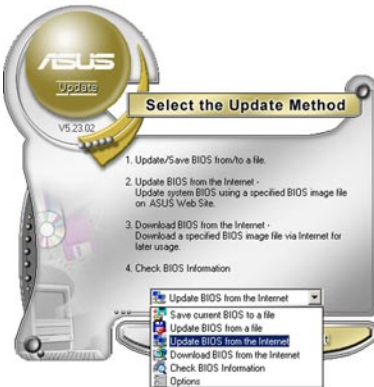 ASUS
Update
V5.23.02
Select the Update Method
1. Update/Save BIOS from/to a file.
2. Update BIOS from the Internet -
Update system BIOS using a specified BIOS image file
on ASUS Web Site.
3. Download BIOS from the Internet -
Download a specified BIOS image file via Internet for
later usage.
4. Check BIOS Information
Update BIOS from the Internet
Save current BIOS to a file
Update BIOS from a file
Update BIOS from the Internet
Download BIOS from the Internet
Check BIOS Information
Options